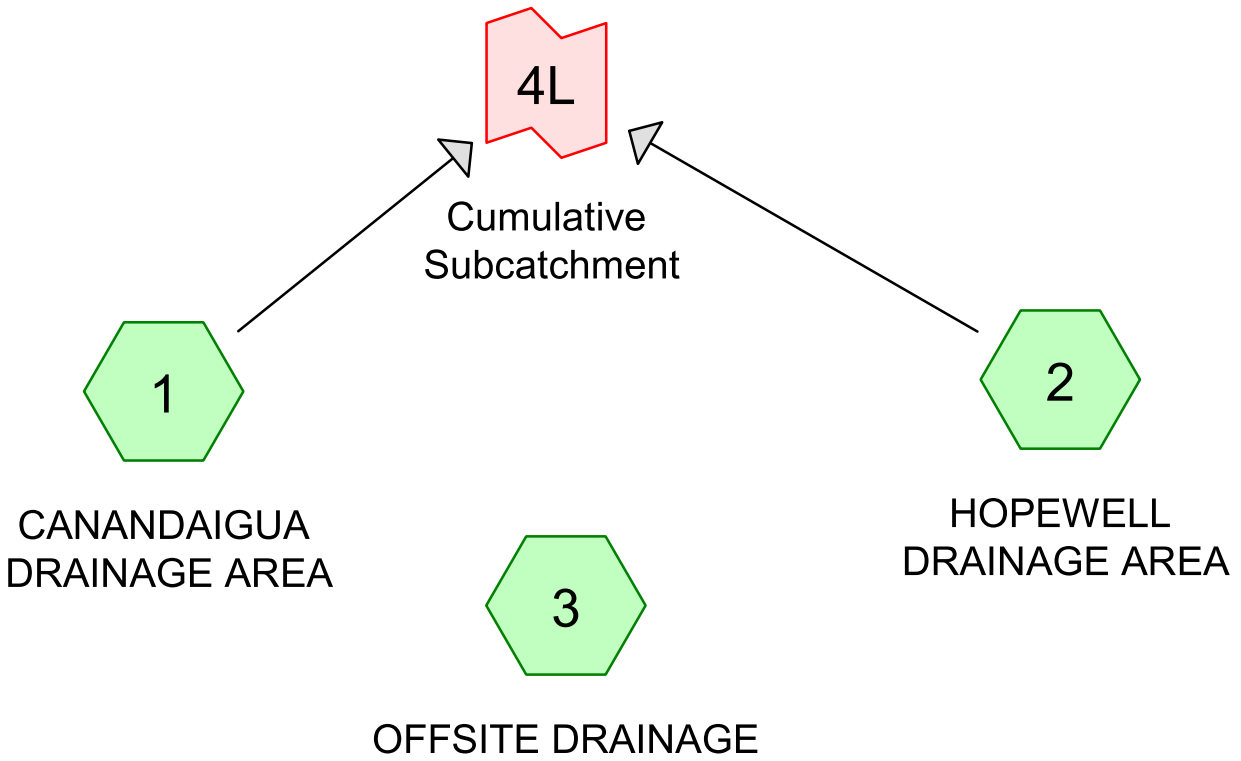 4L
Cumulative
Subcatchment
1
CANANDAIGUA
DRAINAGE AREA
2
HOPEWELL
DRAINAGE AREA
3
OFFSITE DRAINAGE